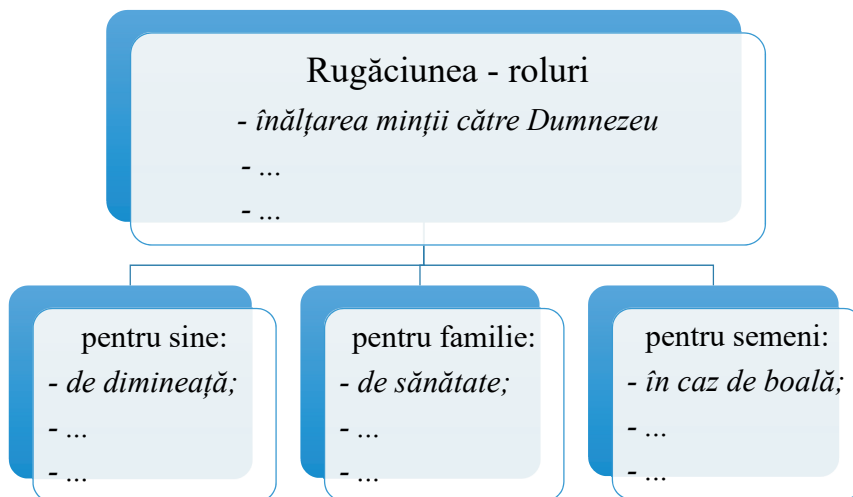 Rugăciunea - roluri
- înălțarea minții către Dumnezeu
- ...
- ...
pentru sine:
- de dimineață;
- ...
- ...
pentru familie:
- de sănătate;
- ...
- ...
pentru semeni:
- în caz de boală;
- ...
- ...